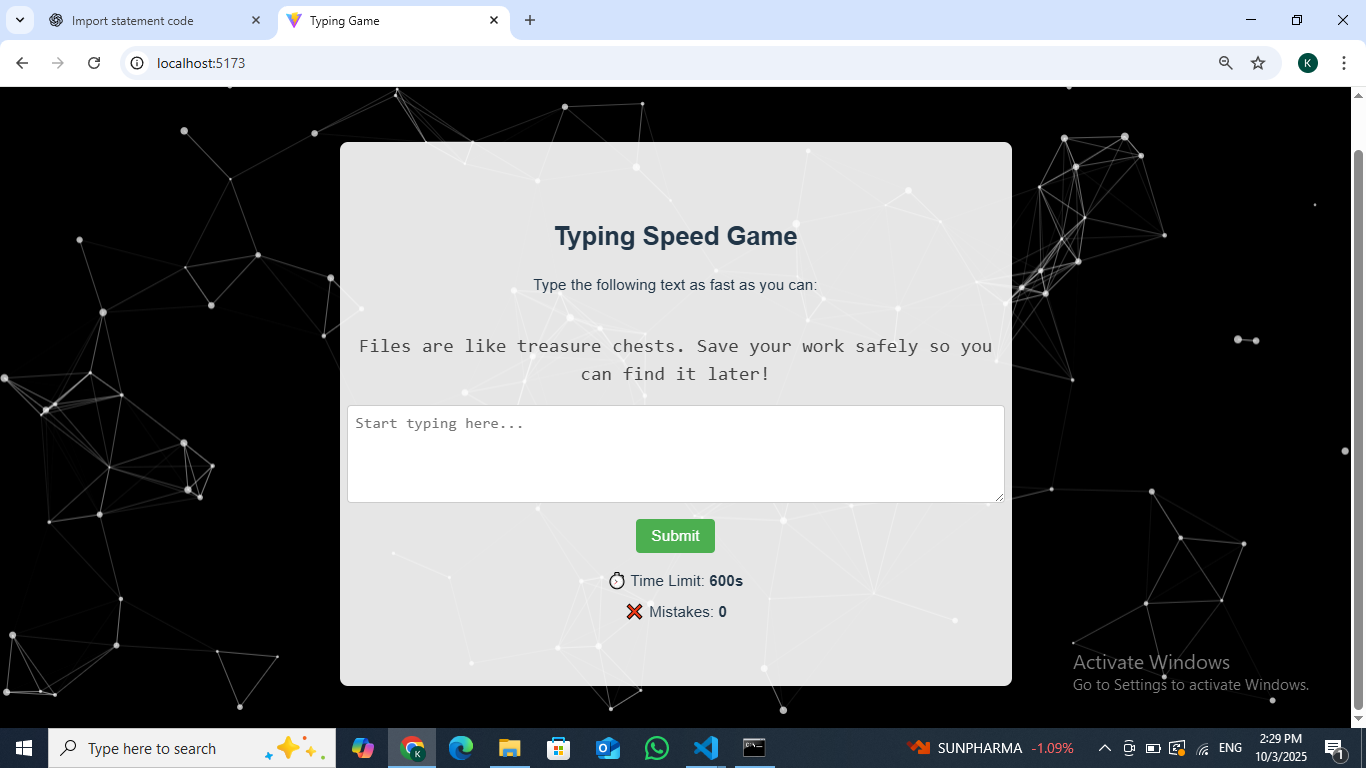 Import statement code
Typing Game
localhost:5173
K
Typing Speed Game
Type the following text as fast as you can:
Files are like treasure chests. Save your work safely so you
can find it later!
Start typing here...
Submit
Time Limit: 600s
Mistakes: 0
Activate Windows
Go to Settings to activate Windows.
Type here to search
K
SUNPHARMA -1.09%
ENG
2:29 PM
10/3/2025
1